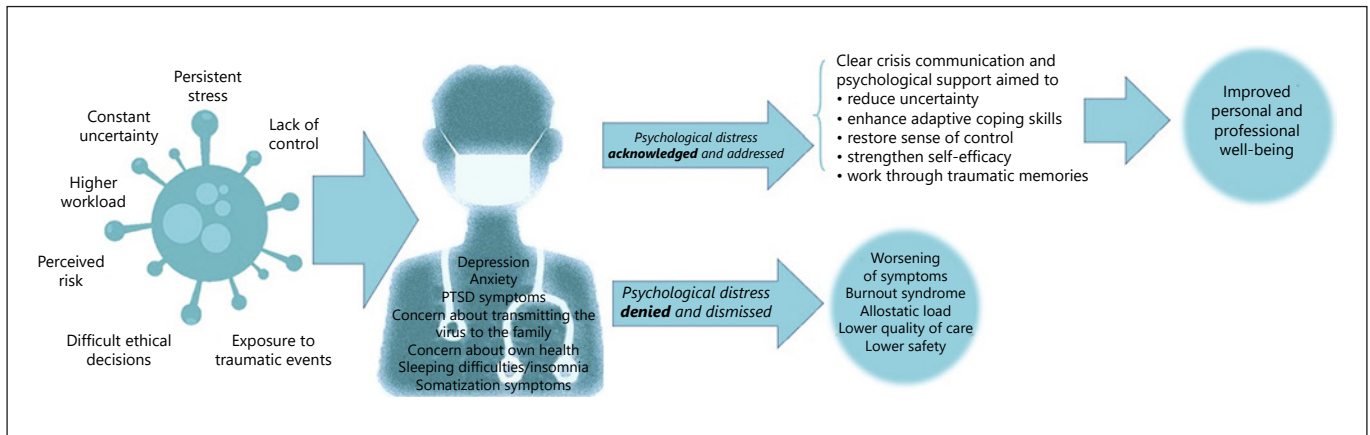 Persistent
stress
Constant
uncertainty
Lack of
control
Higher
workload
Perceived
risk
Difficult ethical
decisions
Exposure to
traumatic events
Depression
Anxiety
PTSD symptoms
Concern about transmitting the
virus to the family
Concern about own health
Sleeping difficulties/insomnia
Somatization symptoms
Psychological distress
acknowledged and addressed
Clear crisis communication and
psychological support aimed to
• reduce uncertainty
• enhance adaptive coping skills
• restore sense of control
• strengthen self-efficacy
• work through traumatic memories
Improved
personal and
professional
well-being
Psychological distress
denied and dismissed
Worsening
of symptoms
Burnout syndrome
Allostatic load
Lower quality of care
Lower safety